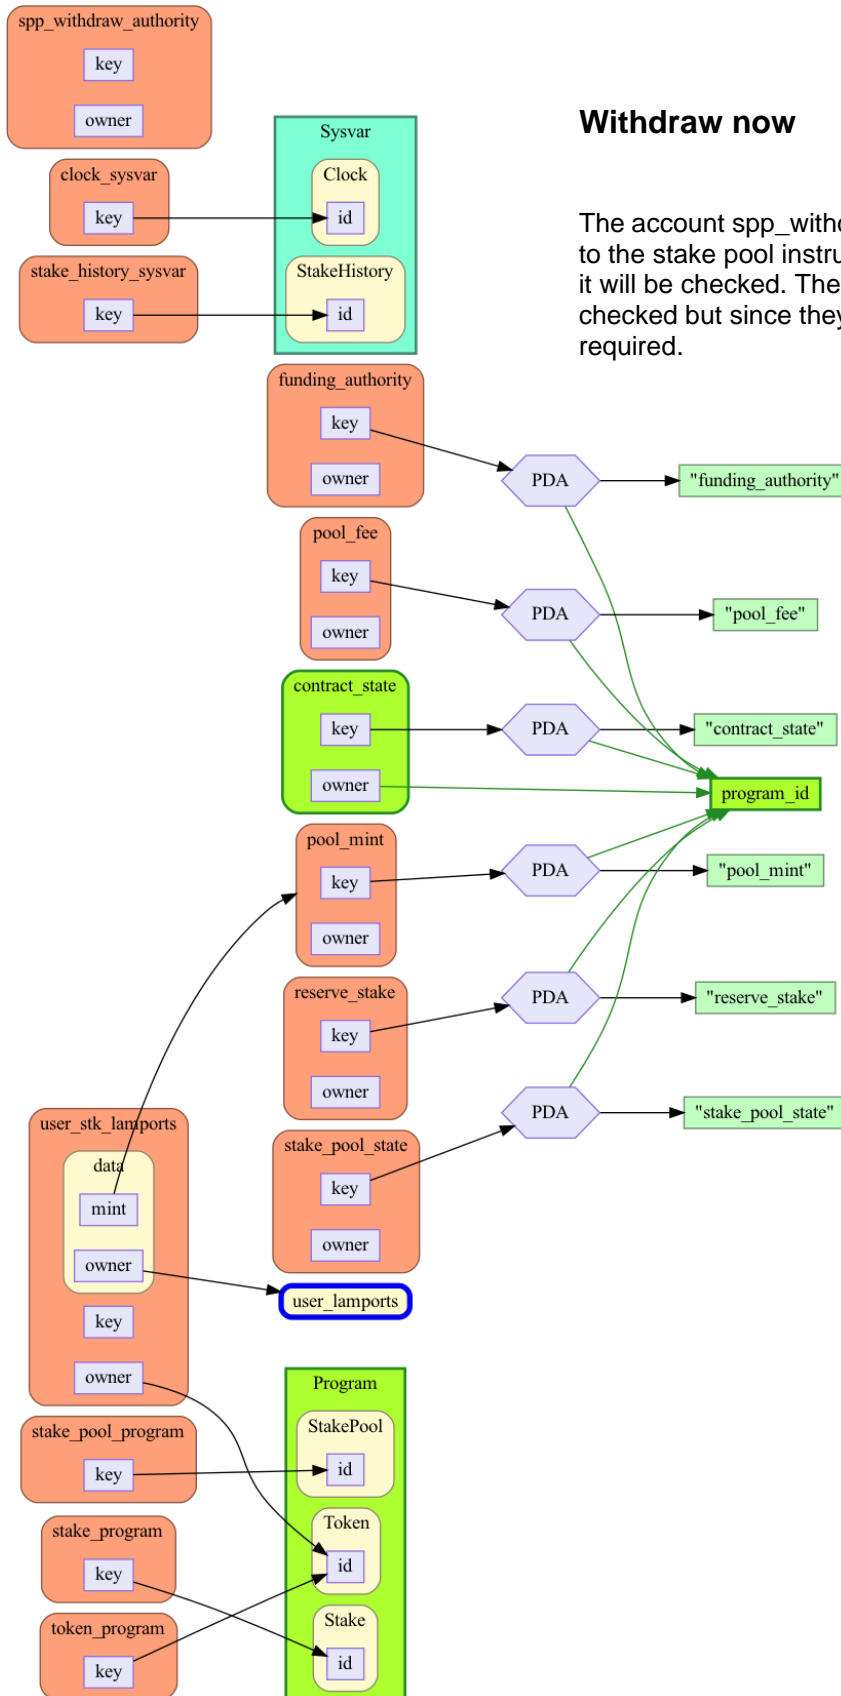 spp_withdraw_authority
key
owner
Sysvar
Clock
id
StakeHistory
id
clock_sysvar
key
stake_history_sysvar
key
Withdraw now
The account
to the stake pool
it will be checked. The
checked but since they
required.
funding_authority
key
owner
PDA
"funding_authority"
pool_fee
key
owner
PDA
"pool_fee"
contract_state
key
owner
PDA
"contract_state"
program_id
pool_mint
key
owner
PDA
"pool_mint"
reserve_stake
key
owner
PDA
"reserve_stake"
stake_pool_state
key
owner
PDA
"stake_pool_state"
user_stk_lamports
data
mint
owner
key
owner
user_lamports
Program
StakePool
id
Token
id
Stake
id
stake_pool_program
key
stake_program
key
token_program
key